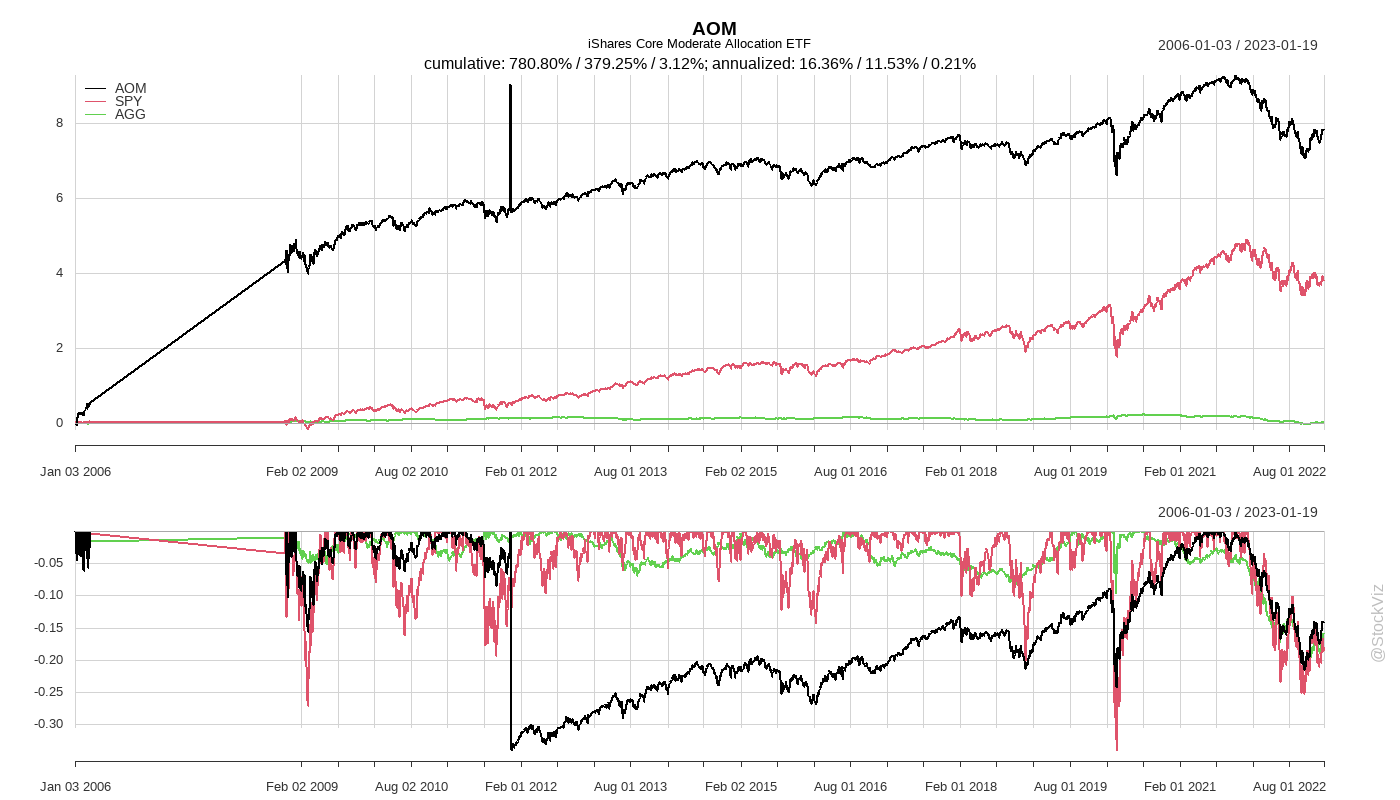 AOM
iShares Core Moderate Allocation ETF
2006-01-03 / 2023-01-19
cumulative: 780.80% / 379.25% / 3.12%; annualized: 16.36% / 11.53% / 0.21%
AOM
SPY
AGG
8
6
4
2
0
Jan 03 2006 Feb 02 2009 Aug 02 2010 Feb 01 2012 Aug 01 2013 Feb 02 2015 Aug 01 2016 Feb 01 2018 Aug 01 2019 Feb 01 2021 Aug 01 2022
2006-01-03 / 2023-01-19
-0.05
-0.10
-0.15
-0.20
-0.25
-0.30
Jan 03 2006 Feb 02 2009 Aug 02 2010 Feb 01 2012 Aug 01 2013 Feb 02 2015 Aug 01 2016 Feb 01 2018 Aug 01 2019 Feb 01 2021 Aug 01 2022
@StockViz